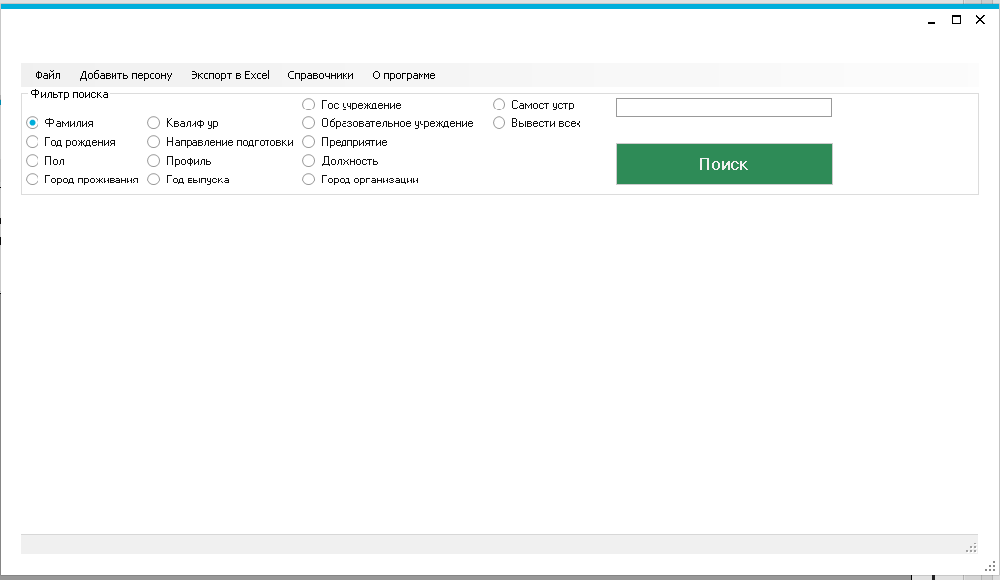 Файл Добавить персону Экспорт в Excel Справочники О программе
Фильтр поиска
Гос учреждение Самост устр
Фамилия Квалиф ур Образовательное учреждение Вывести всех
Год рождения Направление подготовки Предприятие
Пол Профиль Должность Поиск
Город проживания Год выпуска Город организации